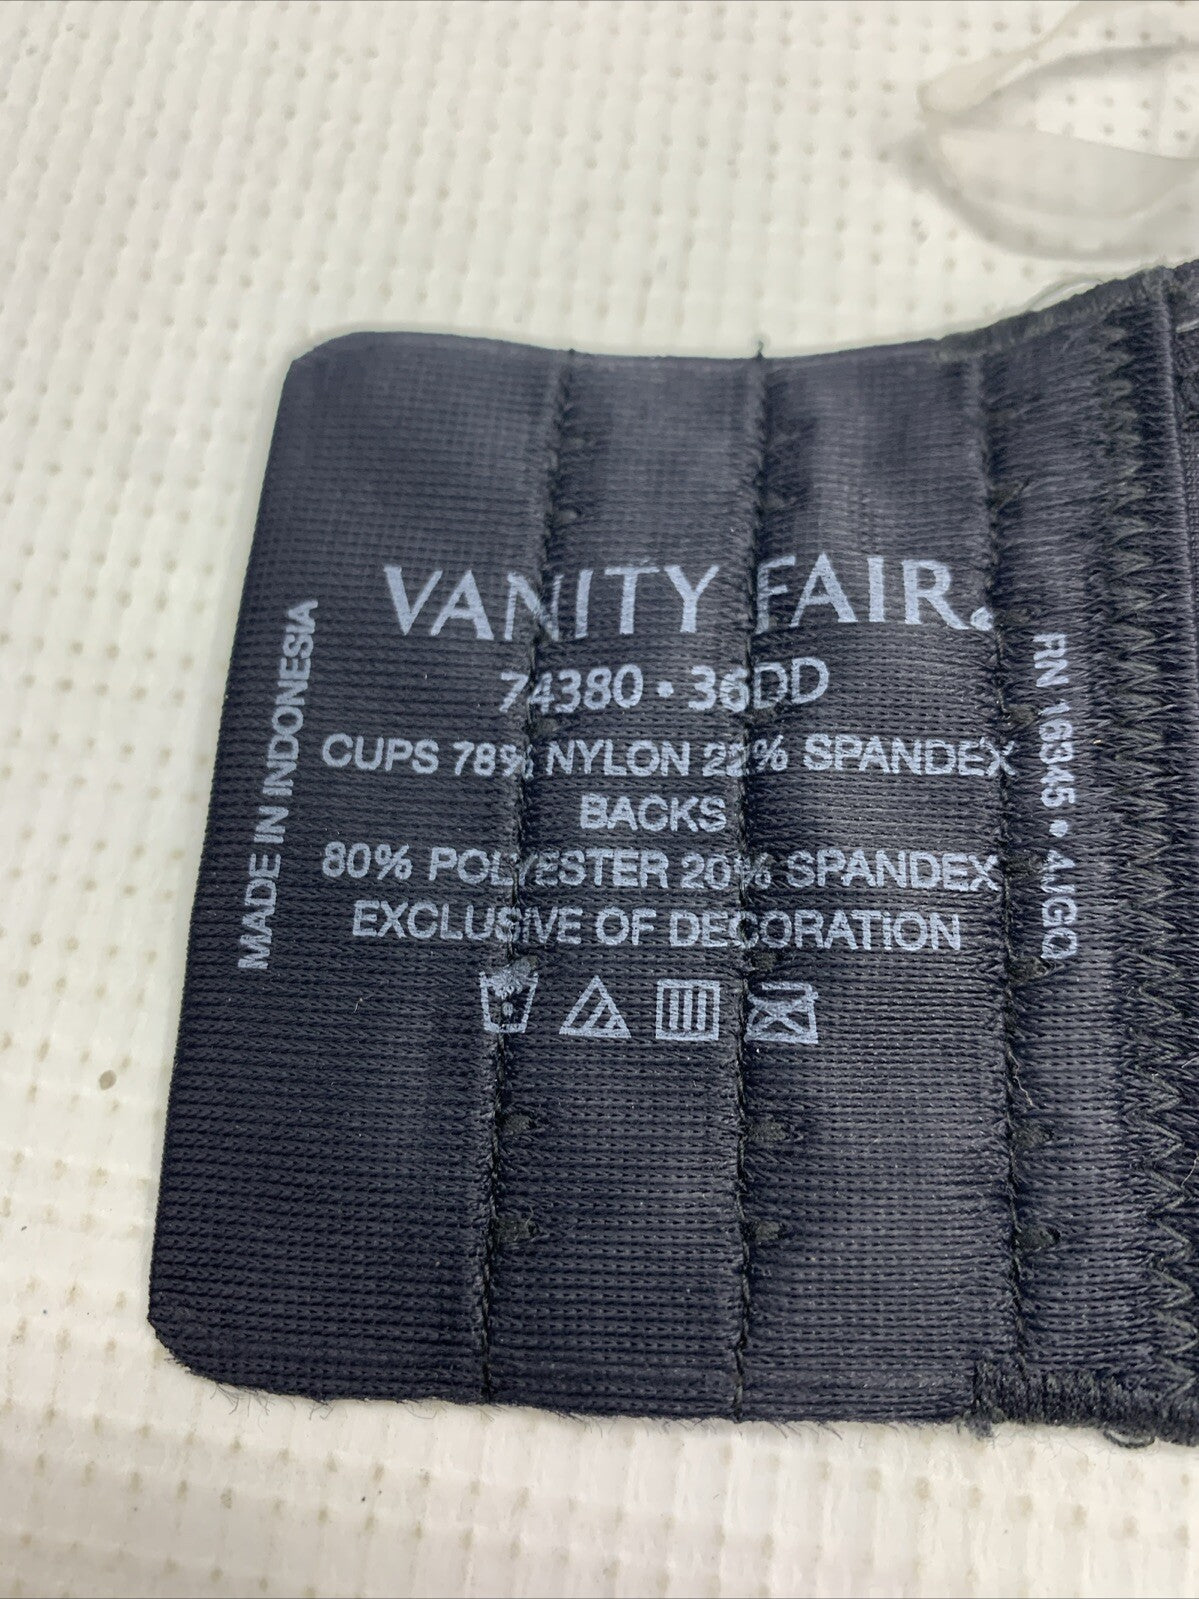 VANITY FAIR.
74380 • 36DD
CUPS 78% NYLON 22% SPANDEX
BACKS
80% POLYESTER 20% SPANDEX
EXCLUSIVE OF DECORATION
MADE IN INDONESIA
RN 16345 • 4JGQ